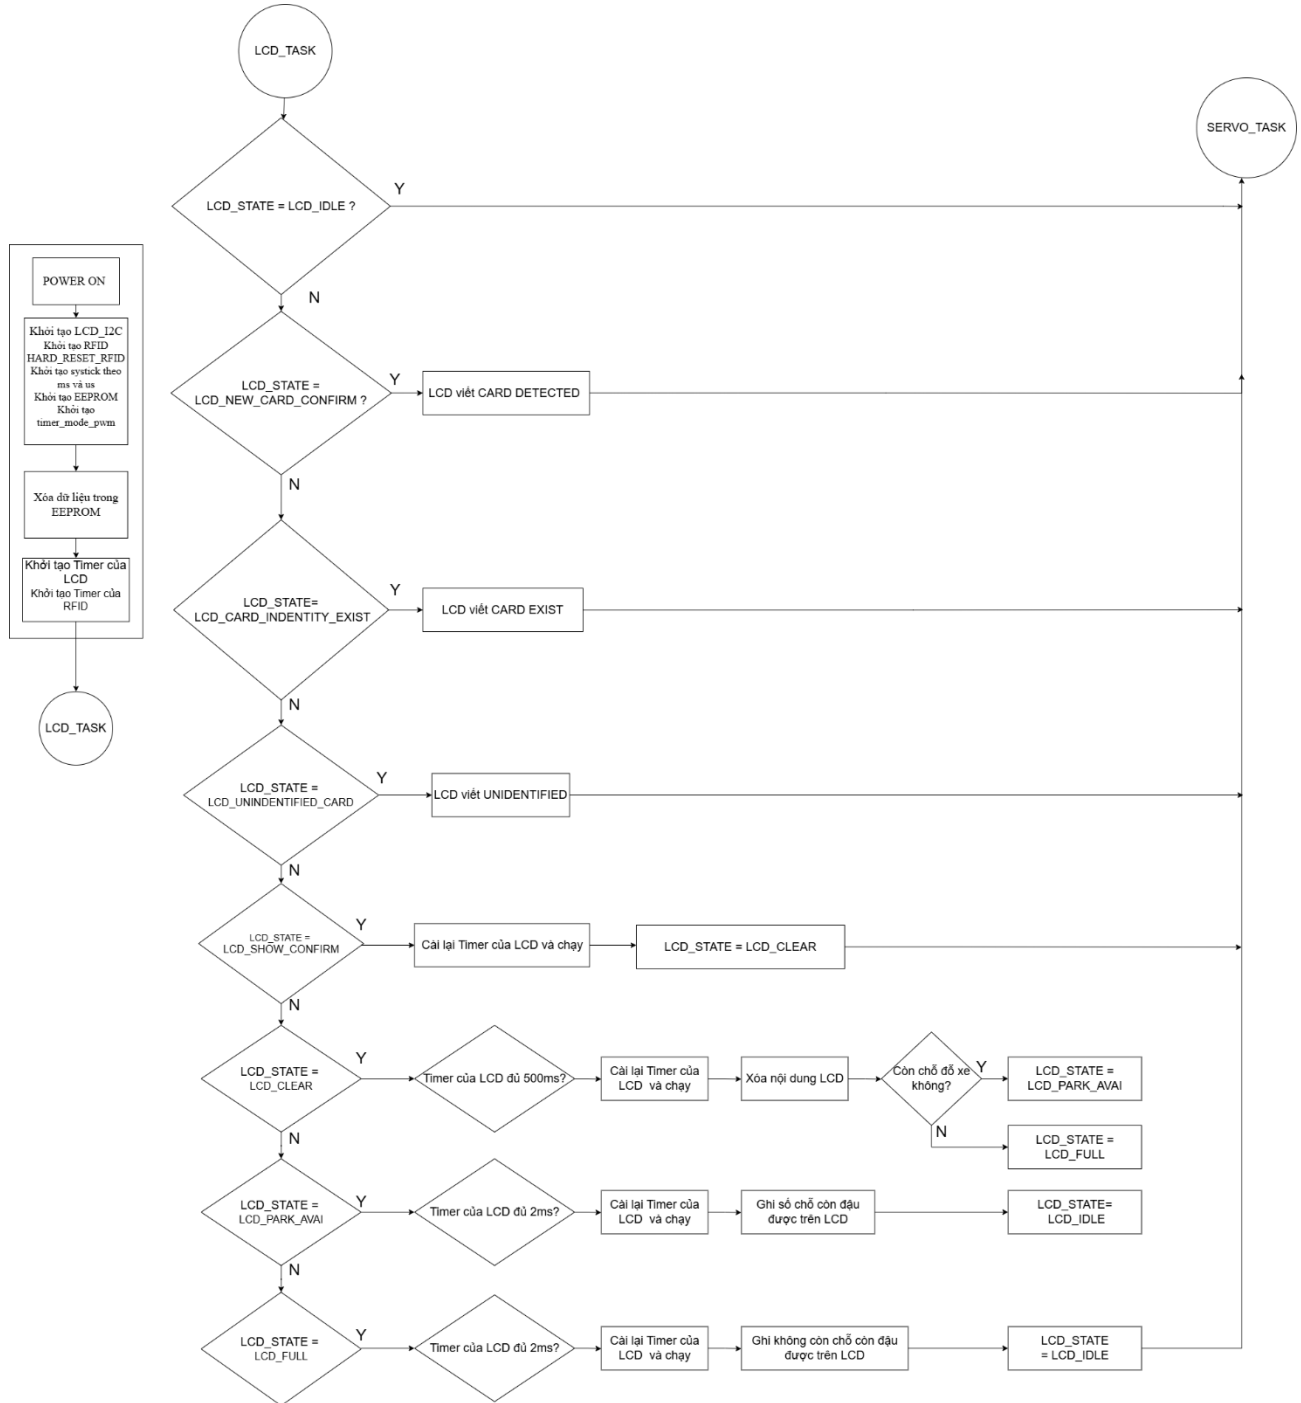 LCD_TASK
SERVO_TASK
LCD_STATE = LCD_IDLE ?
Y
N
POWER ON
Khởi tạo LCD_I2C
Khởi tạo RFID
HARD_RESET_RFID
Khởi tạo systick theo
ms và us
Khởi tạo EEPROM
Khởi tạo
timer_mode_pwm
Xóa dữ liệu trong
EEPROM
Khởi tạo Timer của
LCD
Khởi tạo Timer của
RFID
LCD_TASK
LCD_STATE =
LCD_NEW_CARD_CONFIRM ?
Y
LCD viết CARD DETECTED
N
LCD_STATE=
LCD_CARD_INDENTITY_EXIST
Y
LCD viết CARD EXIST
N
LCD_STATE =
LCD_UNINDENTIFIED_CARD
Y
LCD viết UNIDENTIFIED
N
LCD_STATE =
LCD_SHOW_CONFIRM
Y
Cài lại Timer của LCD và chạy
LCD_STATE = LCD_CLEAR
N
LCD_STATE =
LCD_CLEAR
Y
Timer của LCD đủ 500ms?
Cài lại Timer của
LCD và chạy
Xóa nội dung LCD
Còn chỗ đỗ xe
không?
Y
LCD_STATE =
LCD_PARK_AVAI
N
LCD_STATE =
LCD_FULL
N
LCD_STATE =
LCD_PARK_AVAI
Y
Timer của LCD đủ 2ms?
Cài lại Timer của
LCD và chạy
Ghi số chỗ còn đậu
được trên LCD
LCD_STATE=
LCD_IDLE
N
LCD_STATE =
LCD_FULL
Y
Timer của LCD đủ 2ms?
Cài lại Timer của
LCD và chạy
Ghi không còn chỗ còn đậu
được trên LCD
LCD_STATE
= LCD_IDLE